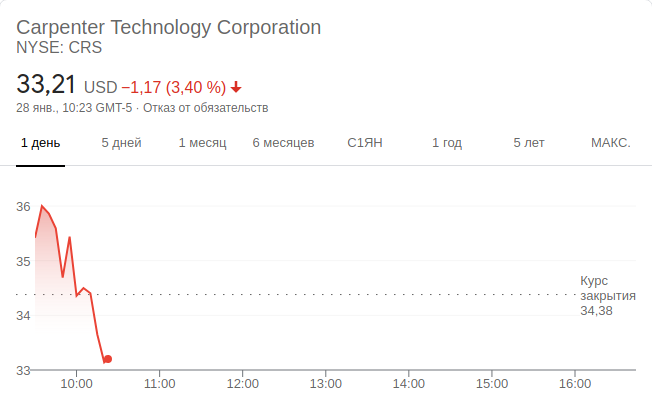 Carpenter Technology Corporation
NYSE: CRS
33,21 USD −1,17 (3,40 %)
28 янв., 10:23 GMT-5 · Отказ от обязательств
1 день 5 дней 1 месяц 6 месяцев С1ЯН 1 год 5 лет МАКС.
36
35
Курс
закрытия
34,38
34
33
10:00 11:00 12:00 13:00 14:00 15:00 16:00